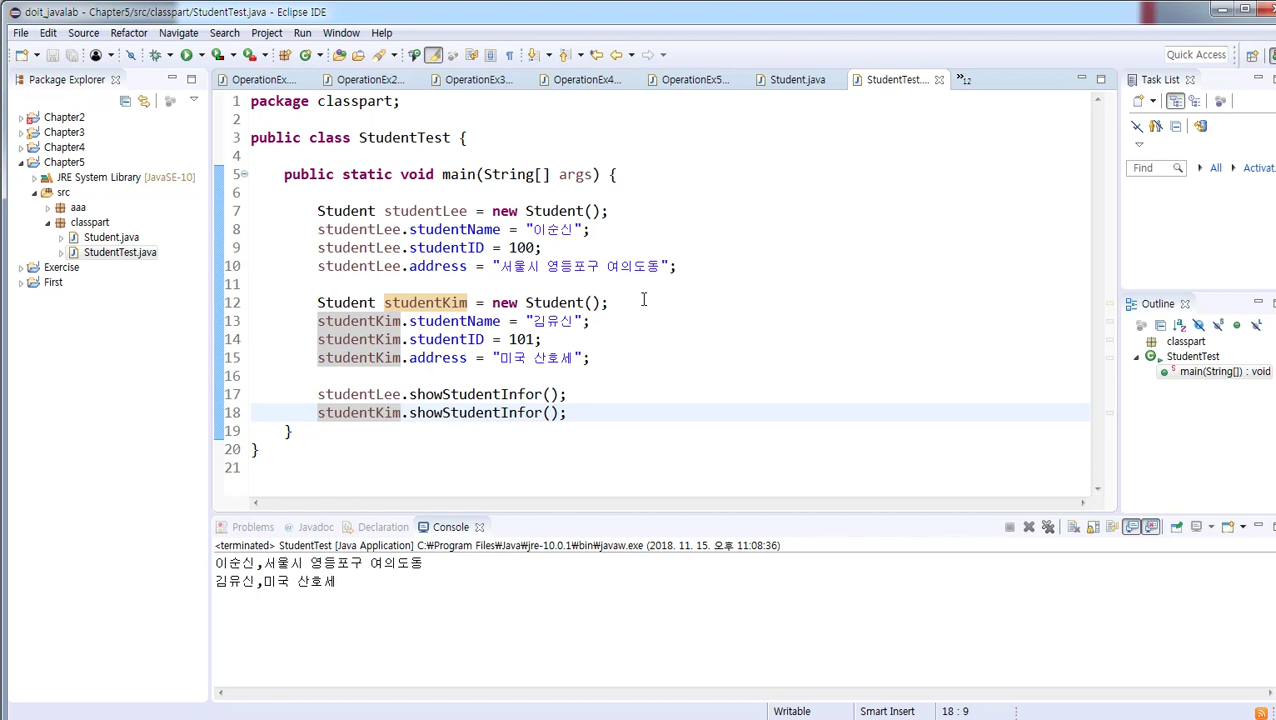 doit_javalab - Chapter5/src/classpart/StudentTest.java - Eclipse IDE
File Edit Source Refactor Navigate Search Project Run Window Help
Quick Access
Package Explorer
OperationEx.... OperationEx2... OperationEx3... OperationEx4... OperationEx5... Student.java StudentTest.... »12
Task List
Chapter2
Chapter3
Chapter4
Chapter5
JRE System Library [JavaSE-10]
src
aaa
classpart
Student.java
StudentTest.java
Exercise
First
1 package classpart;
2
3 public class StudentTest {
4
5 public static void main(String[] args) {
6
7 Student studentLee = new Student();
8 studentLee.studentName = "이순신";
9 studentLee.studentID = 100;
10 studentLee.address = "서울시 영등포구 여의도동";
11
12 Student studentKim = new Student();
13 studentKim.studentName = "김유신";
14 studentKim.studentID = 101;
15 studentKim.address = "미국 산호세";
16
17 studentLee.showStudentInfor();
18 studentKim.showStudentInfor();
19 }
20 }
21
Find All Activat.
Outline
classpart
StudentTest
main(String[]) : void
Problems Javadoc Declaration Console
<terminated> StudentTest [Java Application] C:₩Program Files₩Java₩jre-10.0.1₩bin₩javaw.exe (2018. 11. 15. 오후 11:08:36)
이순신,서울시 영등포구 여의도동
김유신,미국 산호세
Writable Smart Insert 18 : 9